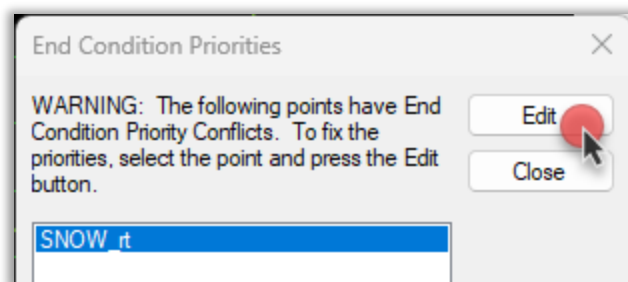 End Condition Priorities
WARNING:  The following points have End
Condition Priority Conflicts.  To fix the
priorities, select the point and press the Edit
button.
Edit
Close
SNOW_rt